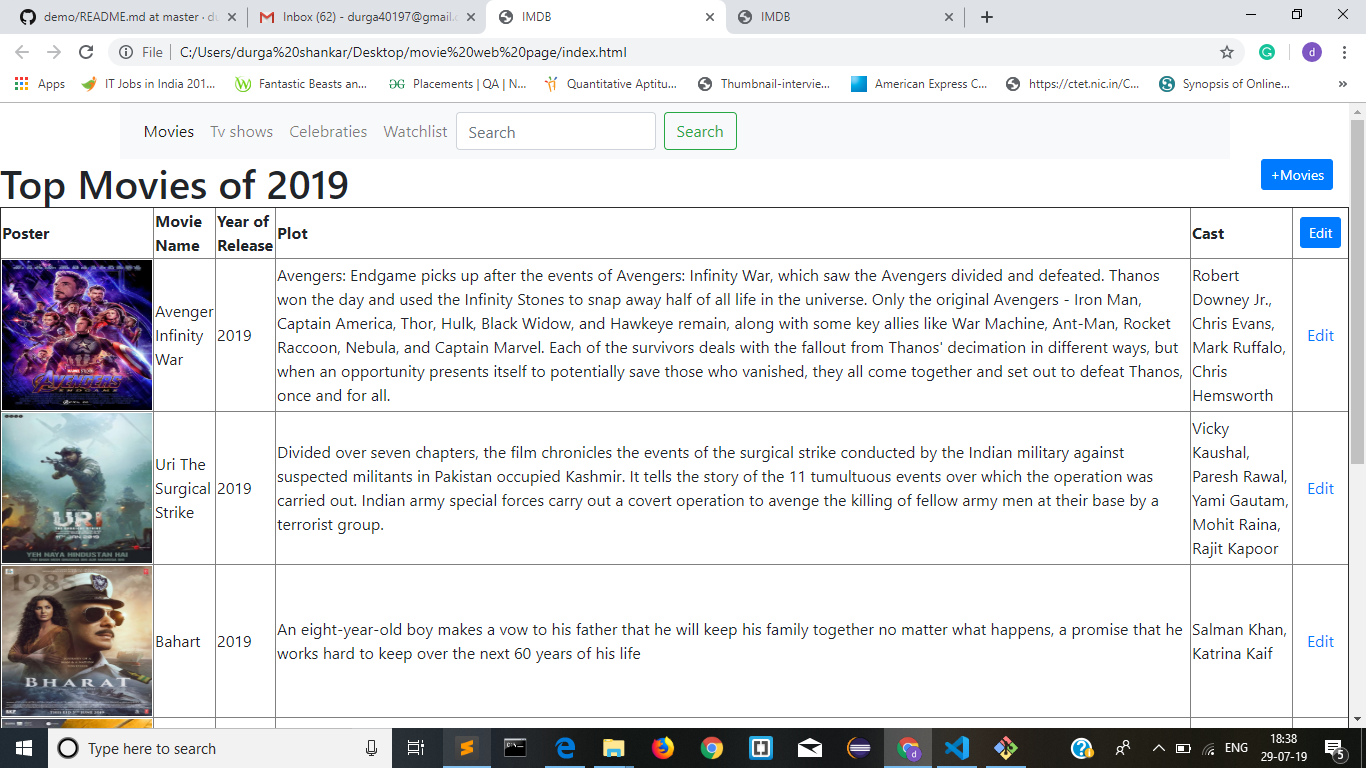 demo/README.md at master · du
Inbox (62) - durga40197@gmail.c
IMDB
IMDB
File
C:/Users/durga%20shankar/Desktop/movie%20web%20page/index.html
d
Apps
IT Jobs in India 201...
Fantastic Beasts an...
Placements | QA | N...
Quantitative Aptitu...
Thumbnail-intervie...
American Express C...
https://ctet.nic.in/C...
Synopsis of Online...
»
Movies Tv shows Celebraties Watchlist Search Search
Top Movies of 2019
+Movies
Poster
Movie
Name
Year of
Release
Plot
Cast
Edit
AVENGERS
ENDGAME
Avenger
Infinity
War
2019
Avengers: Endgame picks up after the events of Avengers: Infinity War, which saw the Avengers divided and defeated. Thanos
won the day and used the Infinity Stones to snap away half of all life in the universe. Only the original Avengers - Iron Man,
Captain America, Thor, Hulk, Black Widow, and Hawkeye remain, along with some key allies like War Machine, Ant-Man, Rocket
Raccoon, Nebula, and Captain Marvel. Each of the survivors deals with the fallout from Thanos' decimation in different ways, but
when an opportunity presents itself to potentially save those who vanished, they all come together and set out to defeat Thanos,
once and for all.
Robert
Downey Jr.,
Chris Evans,
Mark Ruffalo,
Chris
Hemsworth
Edit
URI
YEH NAYA HINDUSTAN HAI
Uri The
Surgical
Strike
2019
Divided over seven chapters, the film chronicles the events of the surgical strike conducted by the Indian military against
suspected militants in Pakistan occupied Kashmir. It tells the story of the 11 tumultuous events over which the operation was
carried out. Indian army special forces carry out a covert operation to avenge the killing of fellow army men at their base by a
terrorist group.
Vicky
Kaushal,
Paresh Rawal,
Yami Gautam,
Mohit Raina,
Rajit Kapoor
Edit
1985
BHARAT
Bahart
2019
An eight-year-old boy makes a vow to his father that he will keep his family together no matter what happens, a promise that he
works hard to keep over the next 60 years of his life
Salman Khan,
Katrina Kaif
Edit
Type here to search
ENG
18:38
29-07-19
5